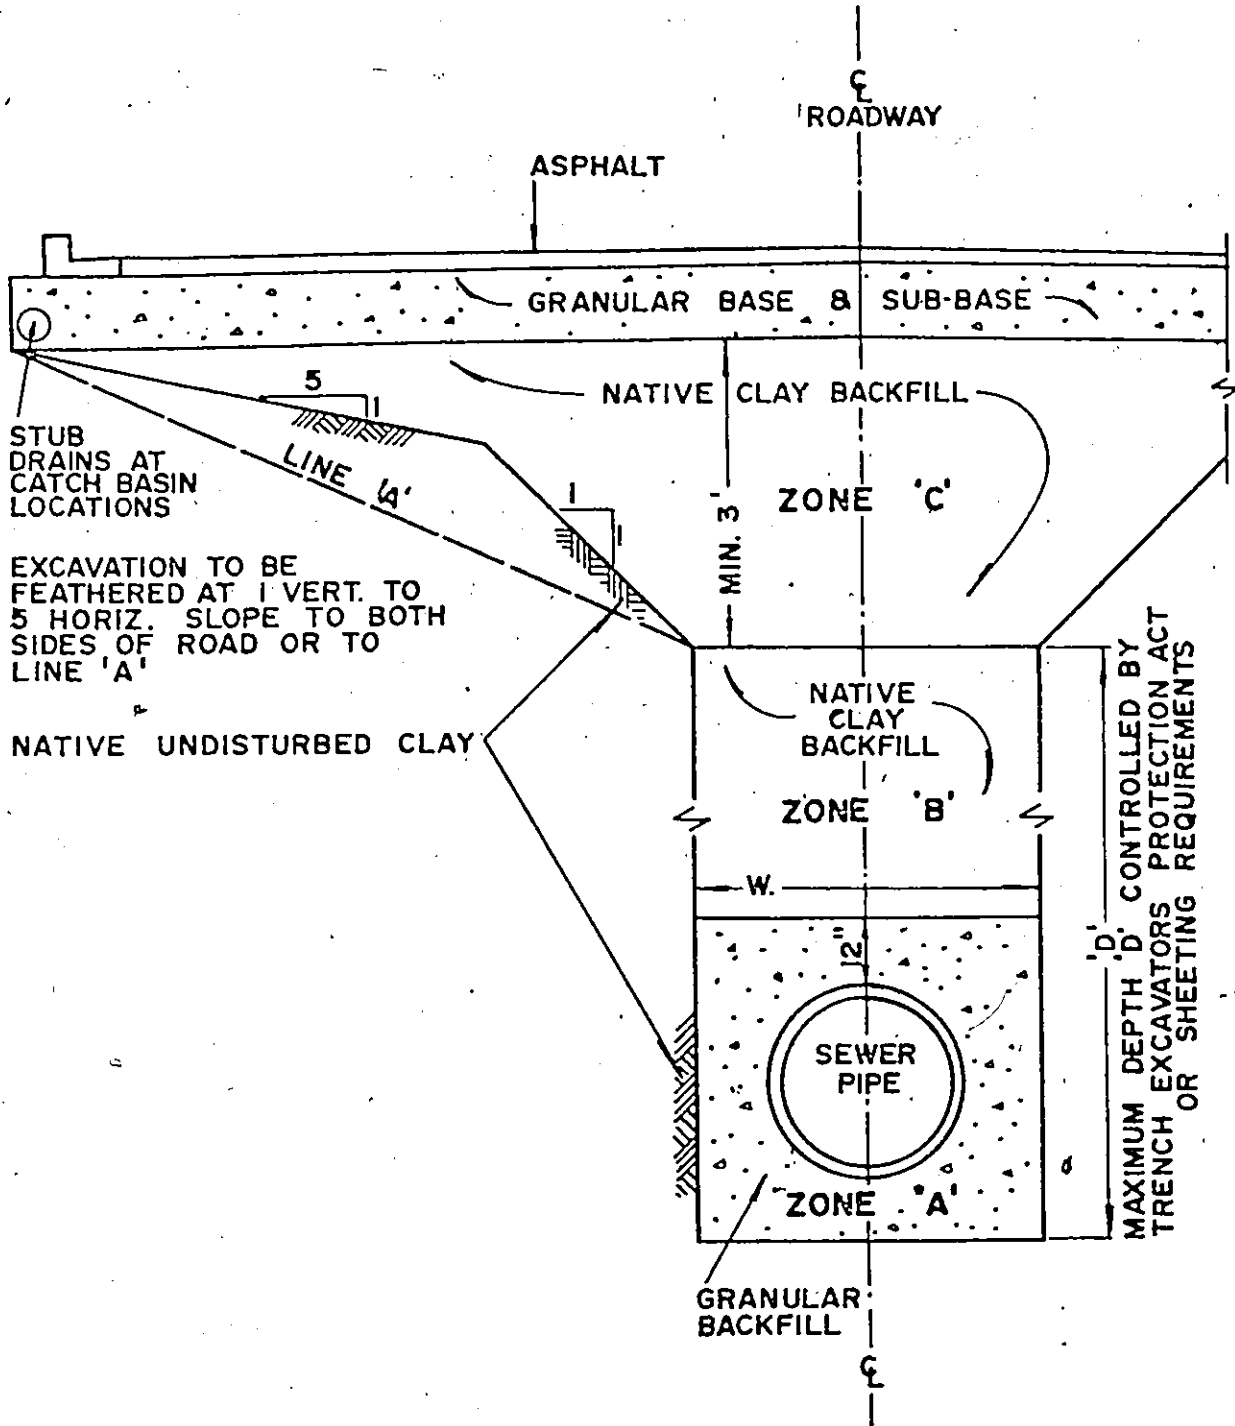 ℄
ROADWAY
ASPHALT
GRANULAR BASE & SUB-BASE
5
1
NATIVE CLAY BACKFILL
STUB
DRAINS AT
CATCH BASIN
LOCATIONS
LINE 'A'
1
1
MIN. 3'
ZONE 'C'
EXCAVATION TO BE
FEATHERED AT 1 VERT. TO
5 HORIZ. SLOPE TO BOTH
SIDES OF ROAD OR TO
LINE 'A'
NATIVE UNDISTURBED CLAY
NATIVE
CLAY
BACKFILL
ZONE 'B'
W.
12"
SEWER
PIPE
ZONE 'A'
GRANULAR
BACKFILL
'D'
MAXIMUM DEPTH 'D' CONTROLLED BY
TRENCH EXCAVATORS PROTECTION ACT
OR SHEETING REQUIREMENTS
℄